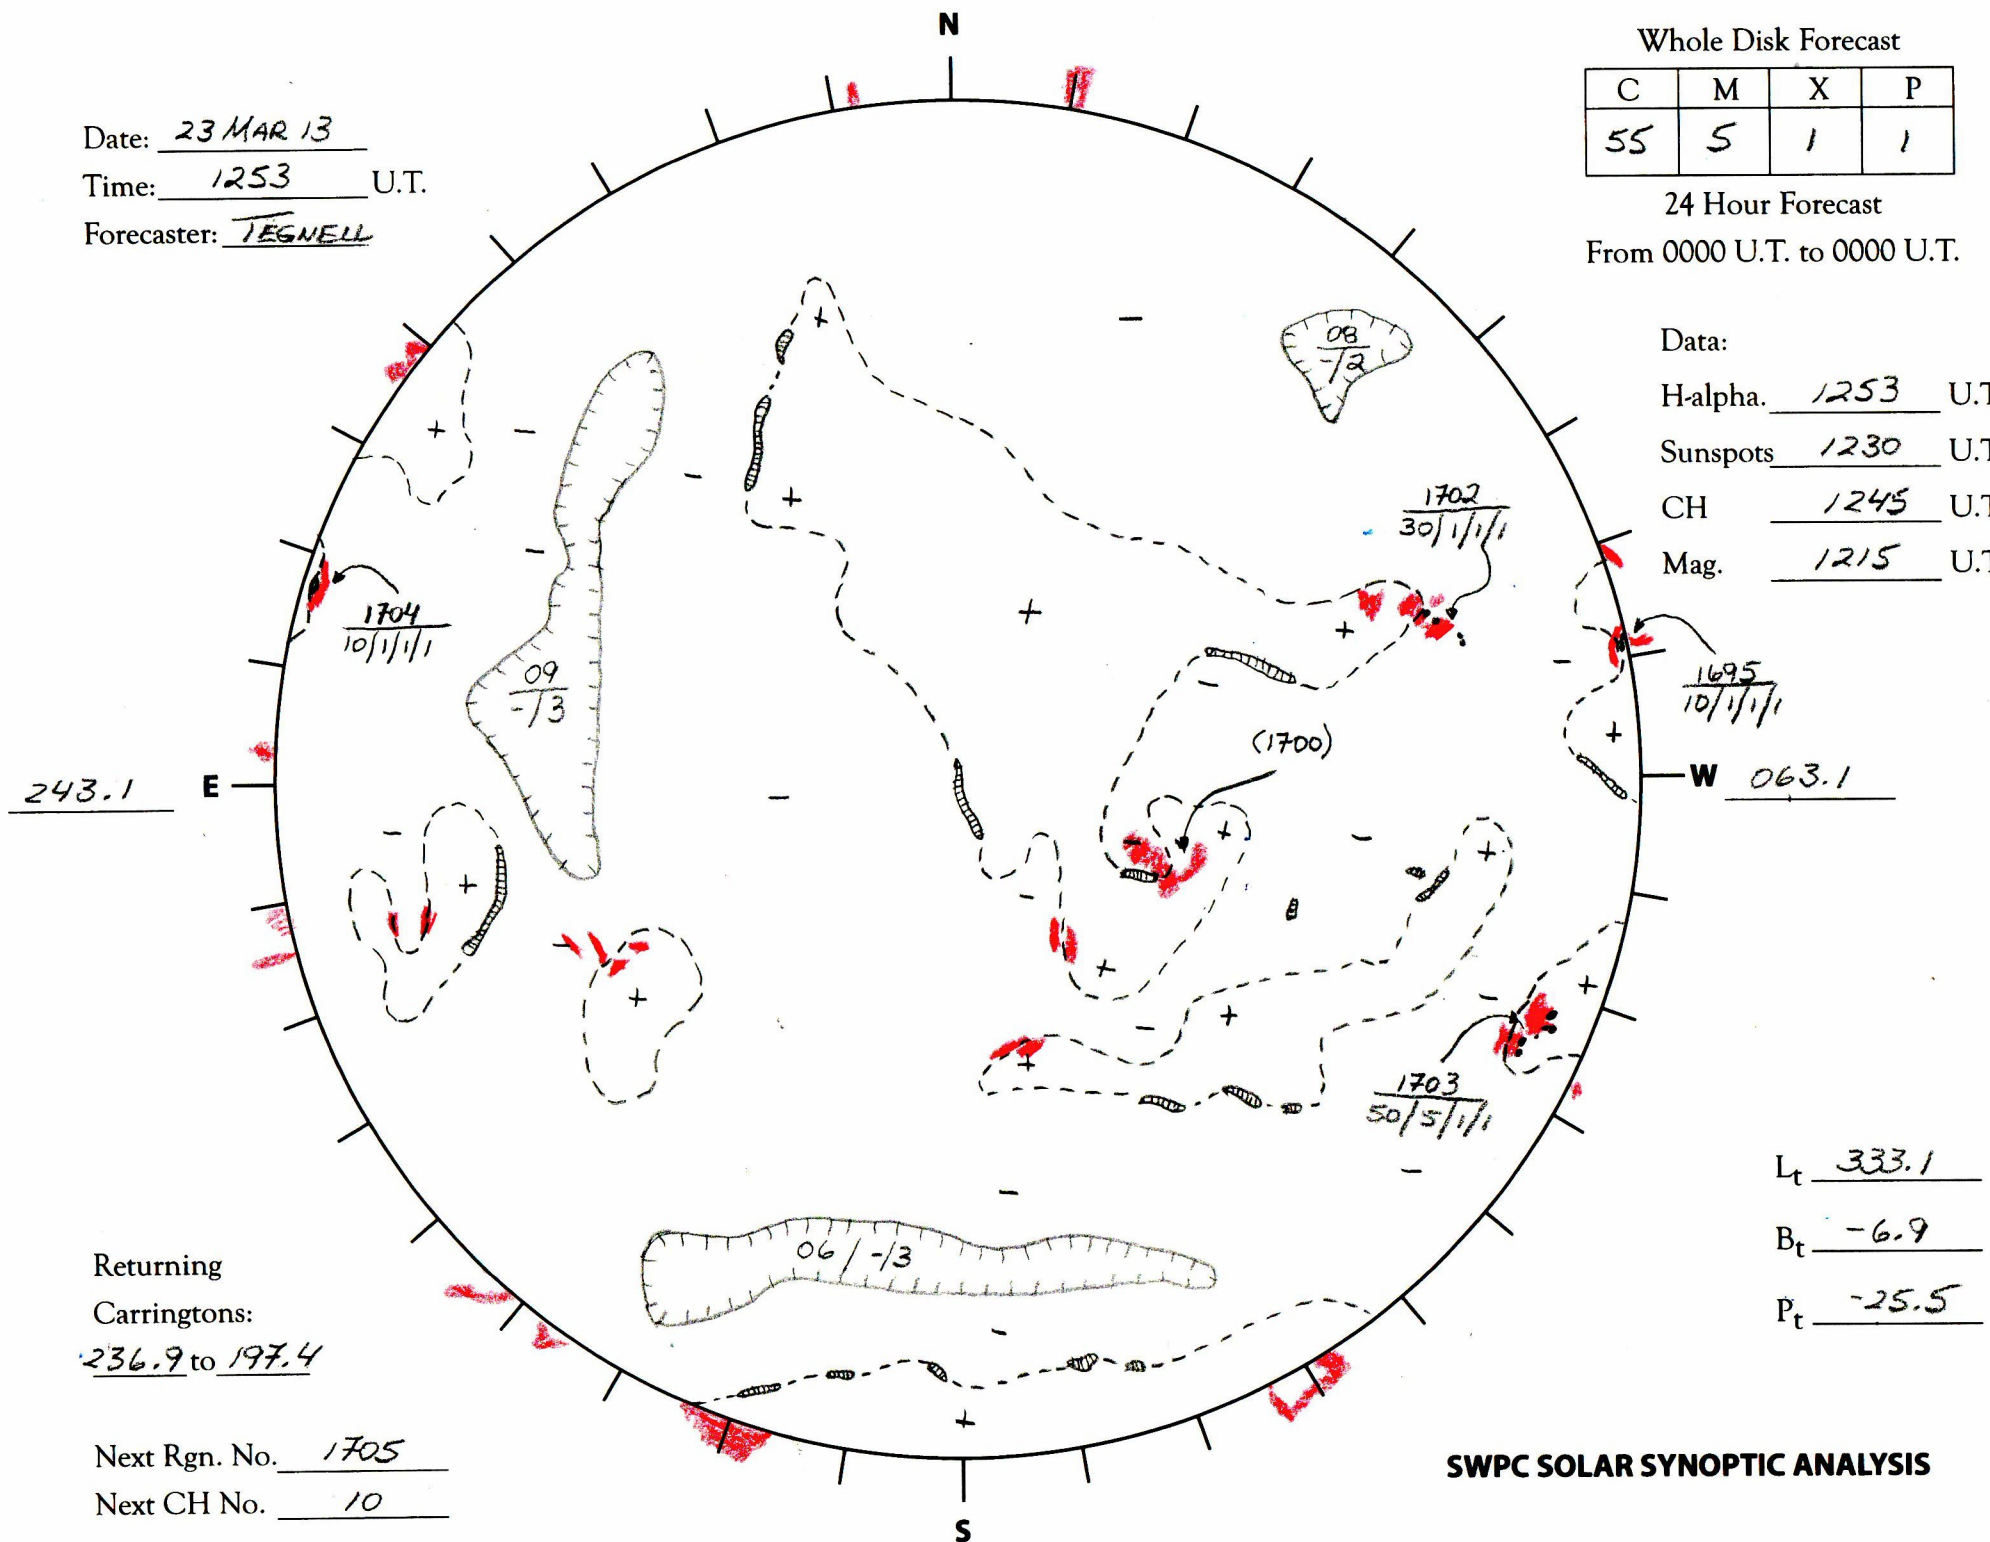 N
Whole Disk Forecast
C M X P
55 5 1 1
24 Hour Forecast
From 0000 U.T. to 0000 U.T.
Date: 23 MAR 13
Time: 1253 U.T.
Forecaster: TEGNELL
Data:
H-alpha. 1253 U.T
Sunspots 1230 U.T
CH 1245 U.T
Mag. 1215 U.T
08
-/2
1702
30/1/1/1
1704
10/1/1/1
09
-/3
1695
10/1/1/1
(1700)
243.1 E
W 063.1
1703
50/5/1/1
06/-/3
Lt 333.1
Bt -6.9
Pt -25.5
Returning
Carringtons:
236.9 to 197.4
Next Rgn. No. 1705
Next CH No. 10
SWPC SOLAR SYNOPTIC ANALYSIS
S